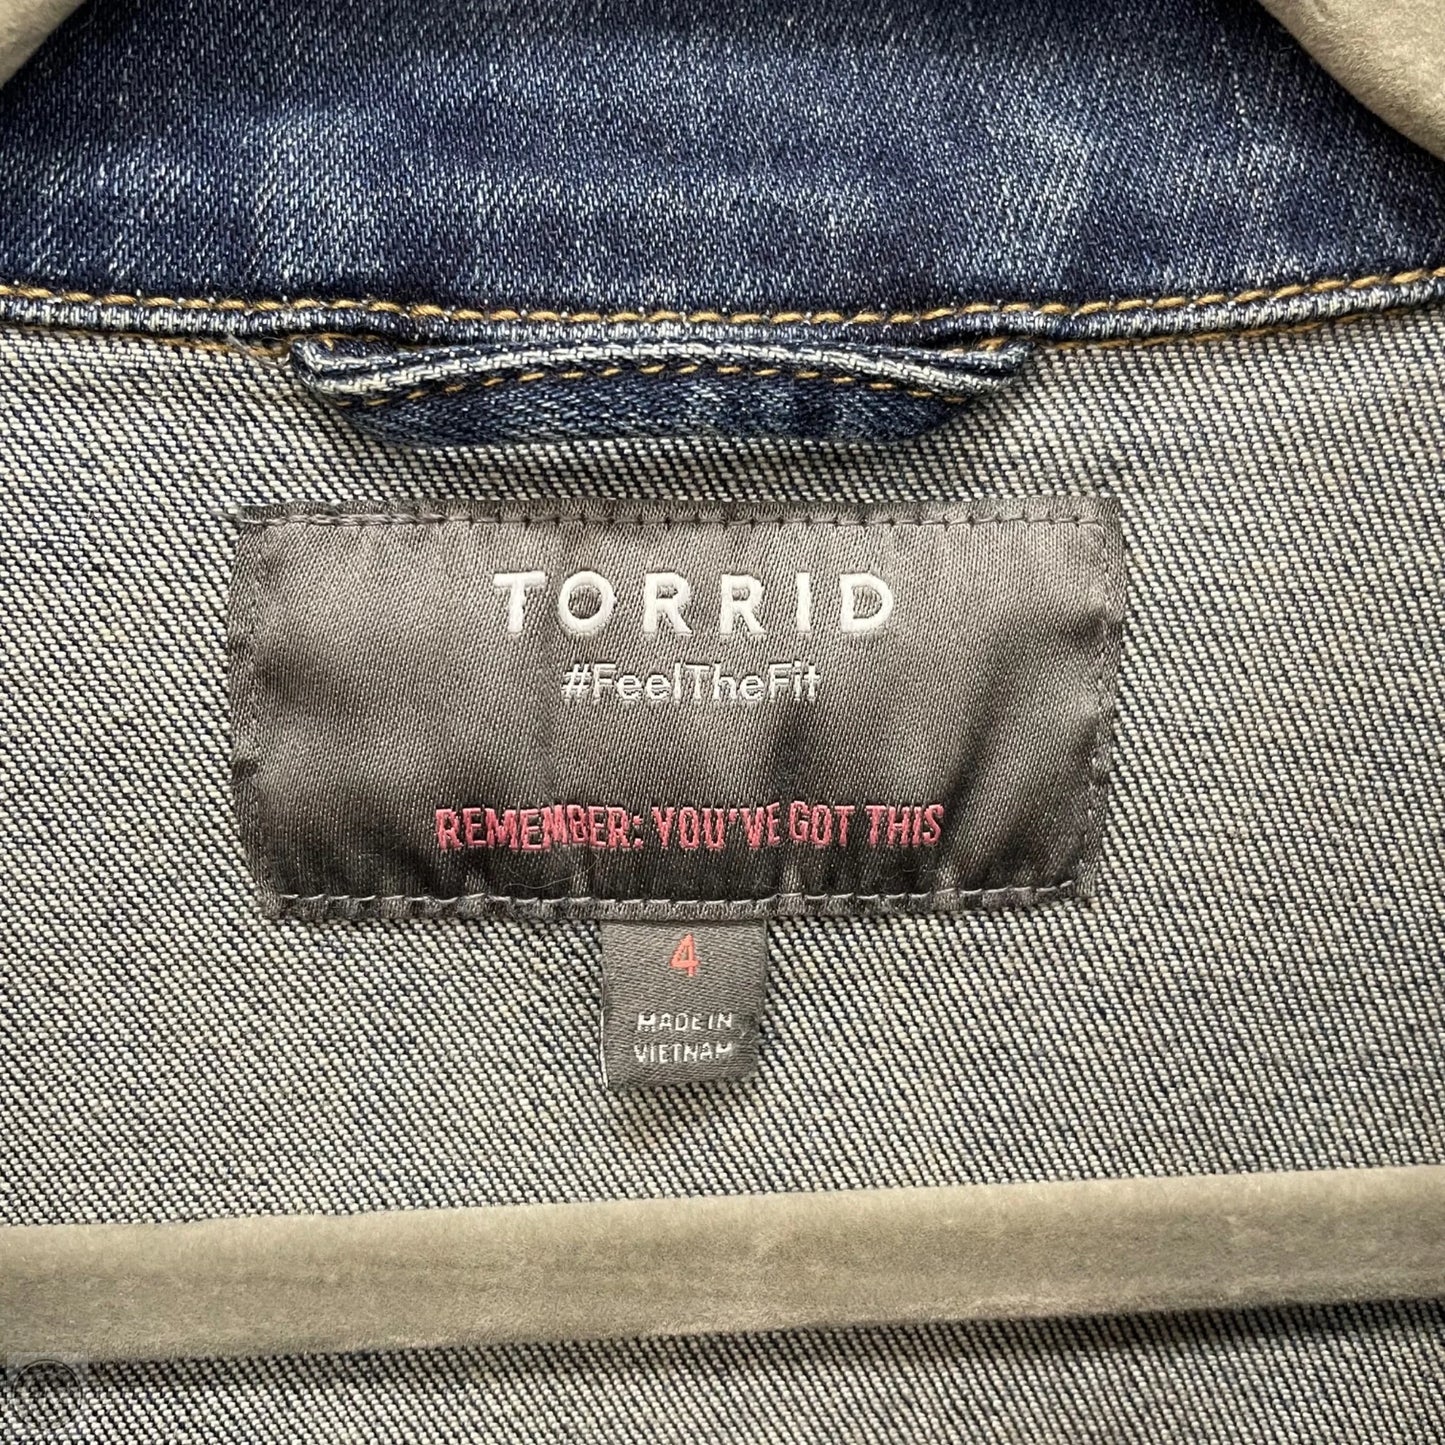 TORRID
#FeelTheFit
REMEMBER: YOU'VE GOT THIS
4
MADE IN
VIETNAM